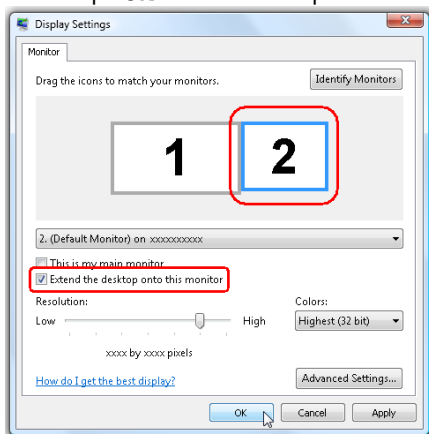 Display Settings
Monitor
Drag the icons to match your monitors.
Identify Monitors
1 2
2. (Default Monitor) on xxxxxxxxxx
This is my main monitor
Extend the desktop onto this monitor
Resolution: Colors:
Low High Highest (32 bit)
xxxx by xxxx pixels
How do I get the best display? Advanced Settings...
OK Cancel Apply